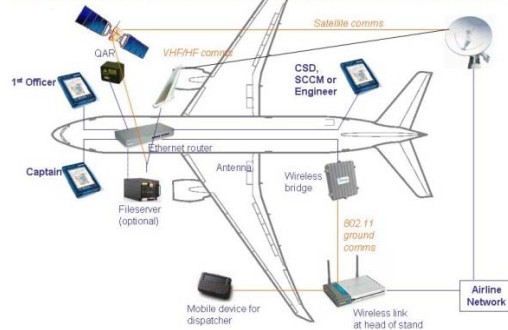 Satellite comms
QAR
VHF/HF comms
1st Officer
CSD,
SCCM or
Engineer
Ethernet router
Captain
Antenna
Wireless
bridge
Fileserver
(optional)
802.11
ground
comms
Mobile device for
dispatcher
Wireless link
at head of stand
Airline
Network